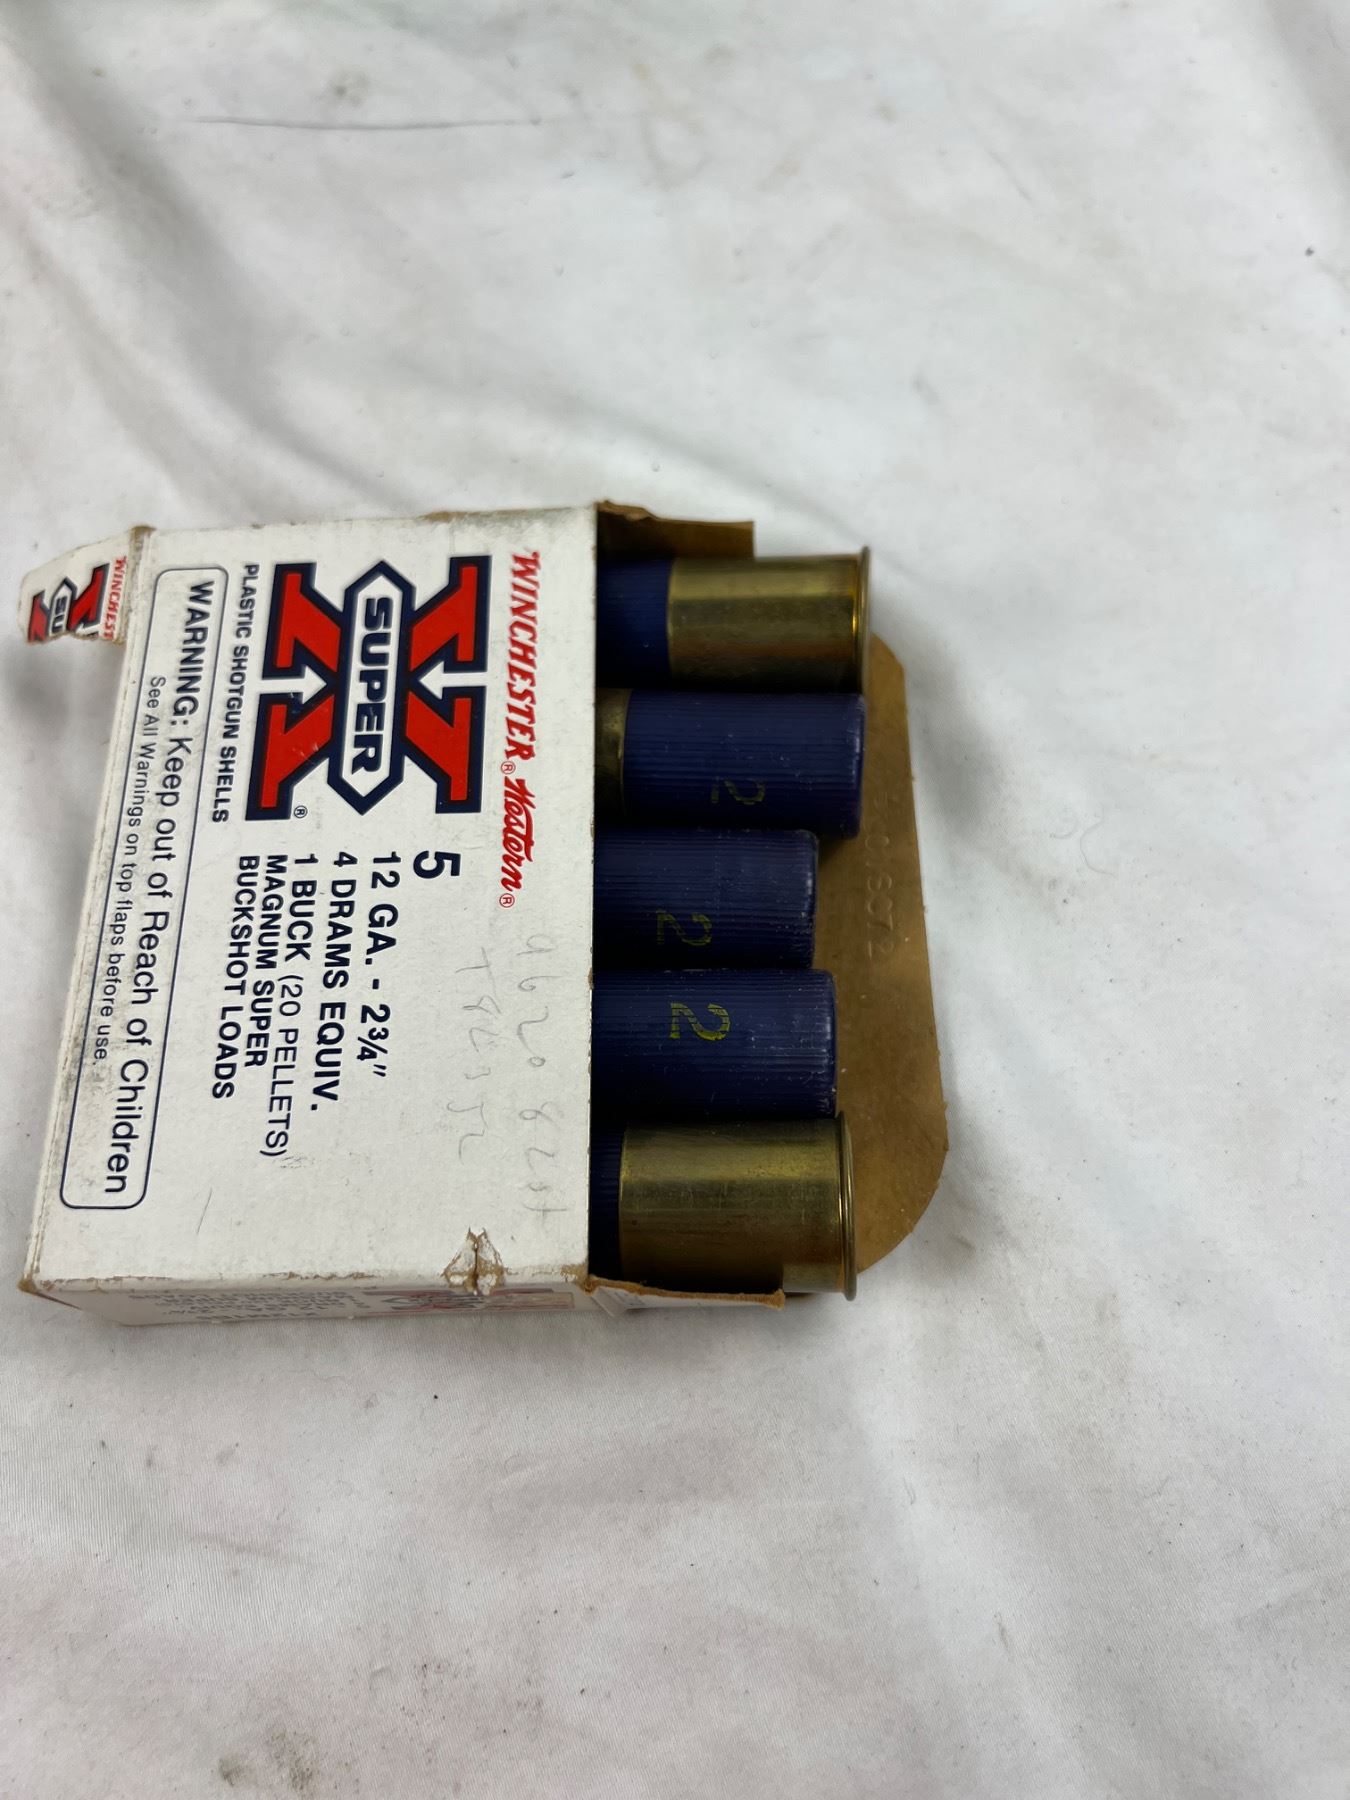 WINCHESTER® Western®
SUPER X®
PLASTIC SHOTGUN SHELLS
5
12 GA. - 2¾"
4 DRAMS EQUIV.
1 BUCK (20 PELLETS)
MAGNUM SUPER
BUCKSHOT LOADS
WARNING: Keep out of Reach of Children
See All Warnings on top flaps before use.
2
2
2